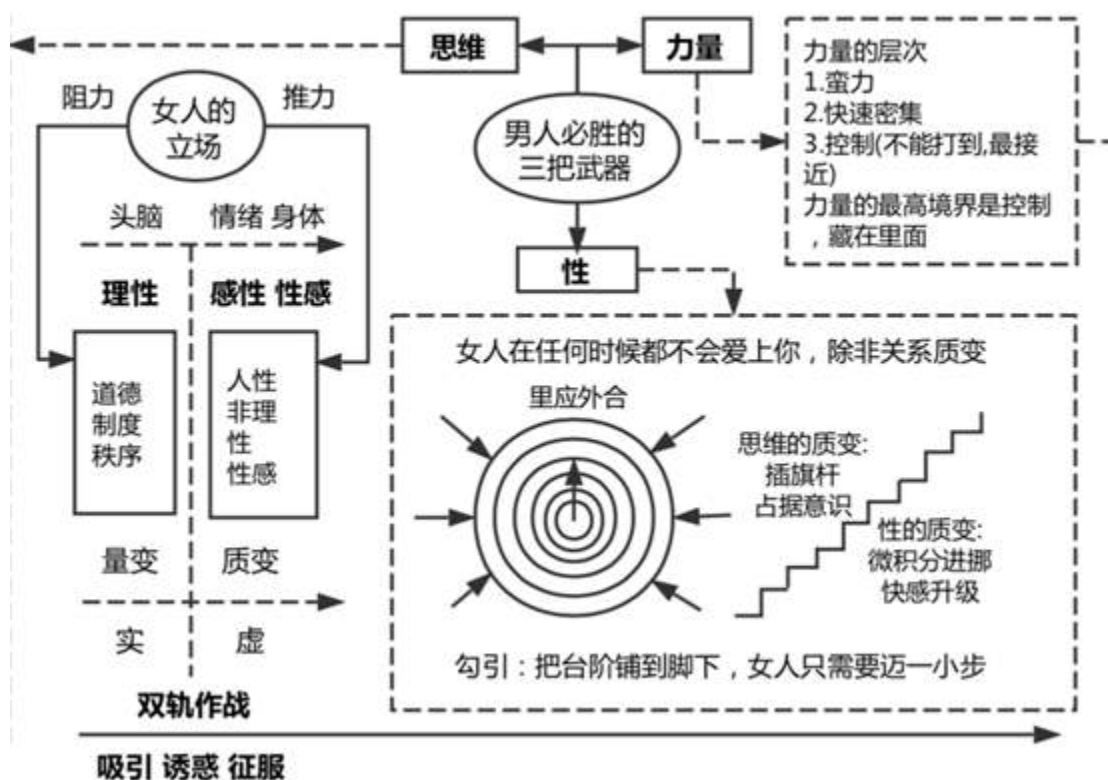 思维
力量
阻力
女人的
立场
推力
男人必胜的
三把武器
力量的层次
1.蛮力
2.快速密集
3.控制(不能打到,最接
近)
力量的最高境界是控制
，藏在里面
头脑
情绪 身体
理性
感性 性感
性
道德
制度
秩序
人性
非理
性
性感
女人在任何时候都不会爱上你，除非关系质变
里应外合
思维的质变:
插旗杆
占据意识
性的质变:
微积分进挪
快感升级
勾引：把台阶铺到脚下，女人只需要迈一小步
量变
质变
实
虚
双轨作战
吸引 诱惑 征服